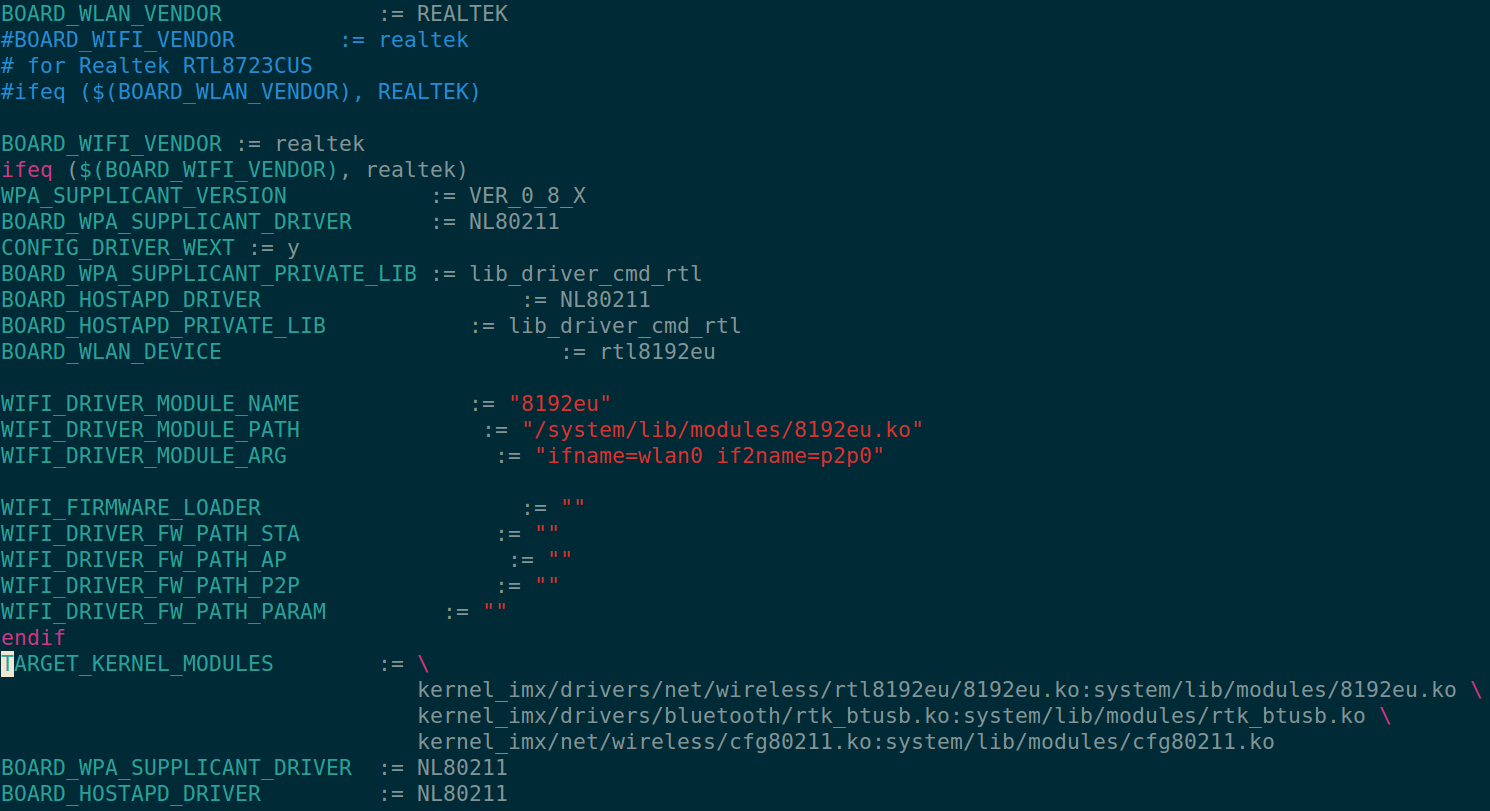 BOARD_WLAN_VENDOR := REALTEK
#BOARD_WIFI_VENDOR := realtek
# for Realtek RTL8723CUS
#ifeq ($(BOARD_WLAN_VENDOR), REALTEK)
BOARD_WIFI_VENDOR := realtek
ifeq ($(BOARD_WIFI_VENDOR), realtek)
WPA_SUPPLICANT_VERSION := VER_0_8_X
BOARD_WPA_SUPPLICANT_DRIVER := NL80211
CONFIG_DRIVER_WEXT := y
BOARD_WPA_SUPPLICANT_PRIVATE_LIB := lib_driver_cmd_rtl
BOARD_HOSTAPD_DRIVER := NL80211
BOARD_HOSTAPD_PRIVATE_LIB := lib_driver_cmd_rtl
BOARD_WLAN_DEVICE := rtl8192eu
WIFI_DRIVER_MODULE_NAME := "8192eu"
WIFI_DRIVER_MODULE_PATH := "/system/lib/modules/8192eu.ko"
WIFI_DRIVER_MODULE_ARG := "ifname=wlan0 if2name=p2p0"
WIFI_FIRMWARE_LOADER := ""
WIFI_DRIVER_FW_PATH_STA := ""
WIFI_DRIVER_FW_PATH_AP := ""
WIFI_DRIVER_FW_PATH_P2P := ""
WIFI_DRIVER_FW_PATH_PARAM := ""
endif
TARGET_KERNEL_MODULES := \
kernel_imx/drivers/net/wireless/rtl8192eu/8192eu.ko:system/lib/modules/8192eu.ko \
kernel_imx/drivers/bluetooth/rtk_btusb.ko:system/lib/modules/rtk_btusb.ko \
kernel_imx/net/wireless/cfg80211.ko:system/lib/modules/cfg80211.ko
BOARD_WPA_SUPPLICANT_DRIVER := NL80211
BOARD_HOSTAPD_DRIVER := NL80211